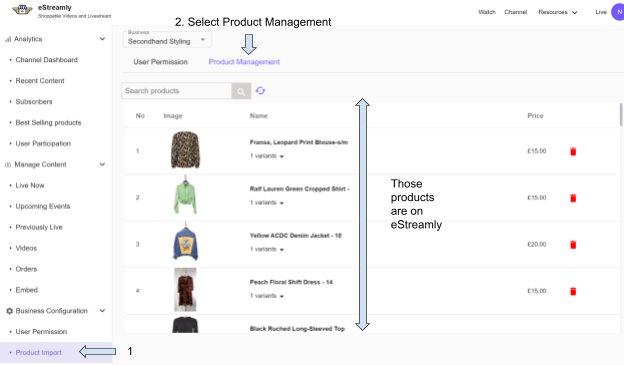 eStreamly
Shoppable Videos and Livestream
Watch Channel Resources Live N
2. Select Product Management
Analytics
Channel Dashboard
Recent Content
Subscribers
Best Selling products
User Participation
Manage Content
Live Now
Upcoming Events
Previously Live
Videos
Orders
Embed
Business Configuration
User Permission
Product Import
1
Business
Secondhand Styling
User Permission Product Management
Search products
No Image Name Price
1 Fransa, Leopard Print Blouse-s/m £15.00
1 variants
2 Ralf Lauren Green Cropped Shirt - £15.00
1 variants
3 Yellow ACDC Denim Jacket - 10 £20.00
1 variants
4 Peach Floral Shift Dress - 14 £15.00
1 variants
Black Ruched Long-Sleeved Top
Those
products
are on
eStreamly